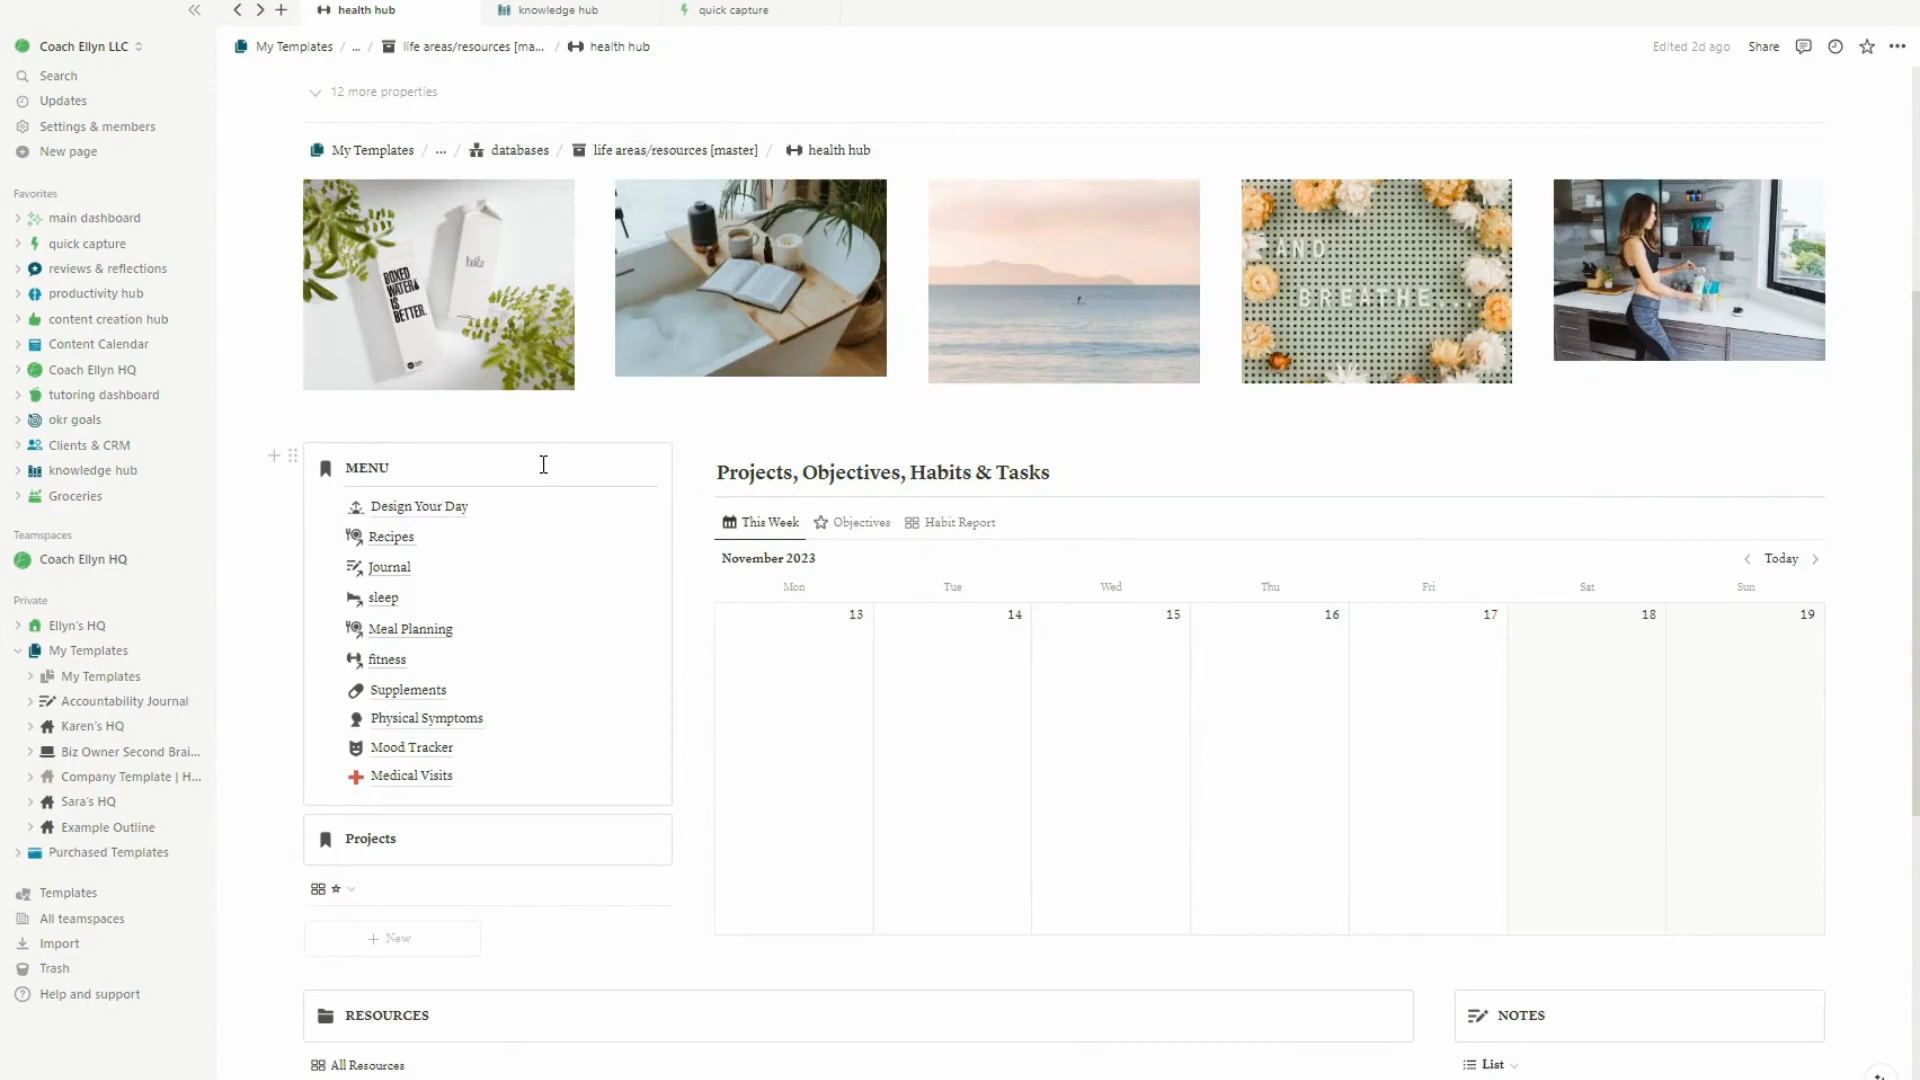 health hub
knowledge hub
quick capture
Coach Ellyn LLC
My Templates / ... / life areas/resources [ma... / health hub
Edited 2d ago
Share
Search
Updates
Settings & members
New page
Favorites
main dashboard
quick capture
reviews & reflections
productivity hub
content creation hub
Content Calendar
Coach Ellyn HQ
tutoring dashboard
okr goals
Clients & CRM
knowledge hub
Groceries
Teamspaces
Coach Ellyn HQ
Private
Ellyn's HQ
My Templates
My Templates
Accountability Journal
Karen's HQ
Biz Owner Second Brai...
Company Template | H...
Sara's HQ
Example Outline
Purchased Templates
Templates
All teamspaces
Import
Trash
Help and support
12 more properties
My Templates / ... / databases / life areas/resources [master] / health hub
BOXED
WATER
IS
BETTER.
AND
BREATHE....
MENU
Design Your Day
Recipes
Journal
sleep
Meal Planning
fitness
Supplements
Physical Symptoms
Mood Tracker
Medical Visits
Projects
New
Projects, Objectives, Habits & Tasks
This Week
Objectives
Habit Report
November 2023
Today
Mon Tue Wed Thu Fri Sat Sun
13 14 15 16 17 18 19
RESOURCES
All Resources
NOTES
List